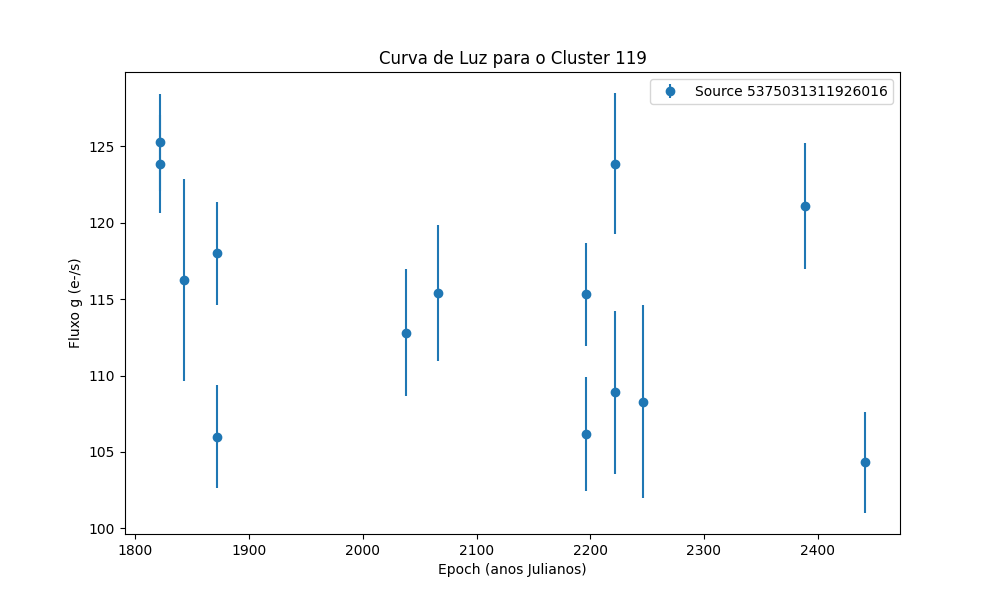 Curva de Luz para o Cluster 119
Source 5375031311926016
125
120
115
110
105
100
Fluxo g (e-/s)
1800 1900 2000 2100 2200 2300 2400
Epoch (anos Julianos)